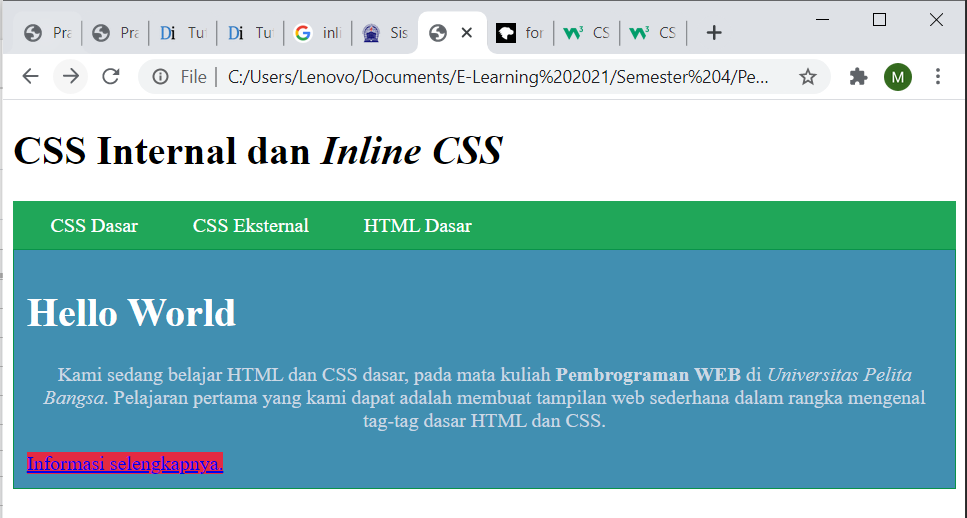 Pra
Pra
Tut
Tut
inli
Sis
for
CS
CS
File
C:/Users/Lenovo/Documents/E-Learning%202021/Semester%204/Pe...
M
CSS Internal dan Inline CSS
CSS Dasar CSS Eksternal HTML Dasar
Hello World
Kami sedang belajar HTML dan CSS dasar, pada mata kuliah Pembrograman WEB di Universitas Pelita
Bangsa. Pelajaran pertama yang kami dapat adalah membuat tampilan web sederhana dalam rangka mengenal
tag-tag dasar HTML dan CSS.
Informasi selengkapnya.